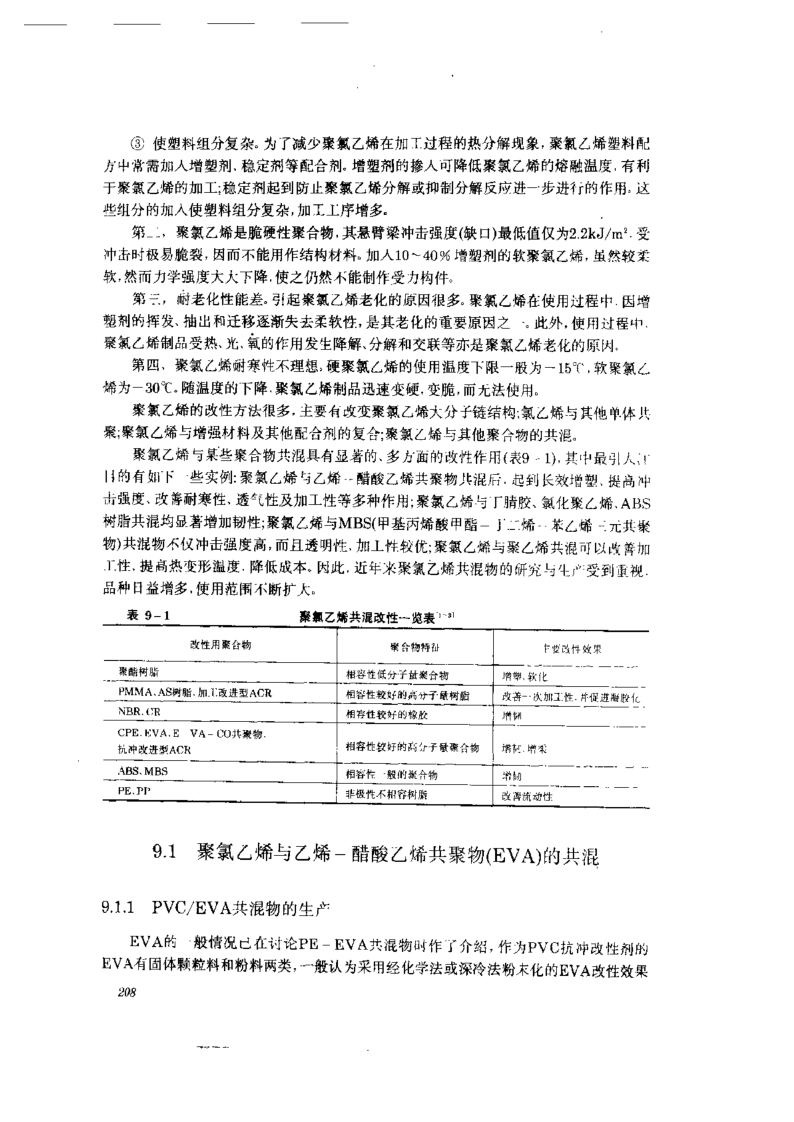 ③ 使塑料组分复杂。为了减少聚氯乙烯在加工过程的热分解现象，聚氯乙烯塑料配
方中常需加入增塑剂、稳定剂等配合剂。增塑剂的掺入可降低聚氯乙烯的熔融温度，有利
于聚氯乙烯的加工;稳定剂起到防止聚氯乙烯分解或抑制分解反应进一步进行的作用。这
些组分的加入使塑料组分复杂，加工工序增多。
第二，聚氯乙烯是脆硬性聚合物，其悬臂梁冲击强度(缺口)最低值仅为2.2kJ/m²，受
冲击时极易脆裂，因而不能用作结构材料。加入10～40%增塑剂的软聚氯乙烯，虽然较柔
软，然而力学强度大大下降，使之仍然不能制作受力构件。
第三，耐老化性能差。引起聚氯乙烯老化的原因很多。聚氯乙烯在使用过程中，因增
塑剂的挥发、抽出和迁移逐渐失去柔软性，是其老化的重要原因之一。此外，使用过程中，
聚氯乙烯制品受热、光、氧的作用发生降解、分解和交联等亦是聚氯乙烯老化的原因。
第四，聚氯乙烯耐寒性不理想，硬聚氯乙烯的使用温度下限一般为－15℃，软聚氯乙
烯为－30℃。随温度的下降，聚氯乙烯制品迅速变硬，变脆，而无法使用。
聚氯乙烯的改性方法很多，主要有改变聚氯乙烯大分子链结构;氯乙烯与其他单体共
聚;聚氯乙烯与增强材料及其他配合剂的复合;聚氯乙烯与其他聚合物的共混。
聚氯乙烯与某些聚合物共混具有显著的、多方面的改性作用(表9－1)，其中最引人注
目的有如下一些实例:聚氯乙烯与乙烯－醋酸乙烯共聚物共混后，起到长效增塑、提高冲
击强度、改善耐寒性、透气性及加工性等多种作用;聚氯乙烯与丁腈胶、氯化聚乙烯、ABS
树脂共混均显著增加韧性;聚氯乙烯与MBS(甲基丙烯酸甲酯－丁二烯－苯乙烯三元共聚
物)共混物不仅冲击强度高，而且透明性、加工性较优;聚氯乙烯与聚乙烯共混可以改善加
工性、提高热变形温度，降低成本。因此，近年来聚氯乙烯共混物的研究与生产受到重视，
品种日益增多，使用范围不断扩大。
表 9-1 聚氯乙烯共混改性一览表[1~3]
改性用聚合物 聚合物特征 主要改性效果
聚酯树脂 相容性低分子量聚合物 增塑、软化
PMMA、AS树脂、加工改进型ACR 相容性较好的高分子量树脂 改善一次加工性，并促进凝胶化
NBR、CR 相容性较好的橡胶 增韧
CPE、EVA、E VA-CO共聚物、
抗冲改进型ACR 相容性较好的高分子量聚合物 增韧、增柔
ABS、MBS 相容性一般的聚合物 增韧
PE、PP 非极性不相容树脂 改善流动性
9.1 聚氯乙烯与乙烯－醋酸乙烯共聚物(EVA)的共混
9.1.1 PVC/EVA共混物的生产
EVA的一般情况已在讨论PE－EVA共混物时作了介绍，作为PVC抗冲改性剂的
EVA有固体颗粒料和粉料两类，一般认为采用经化学法或深冷法粉末化的EVA改性效果
208